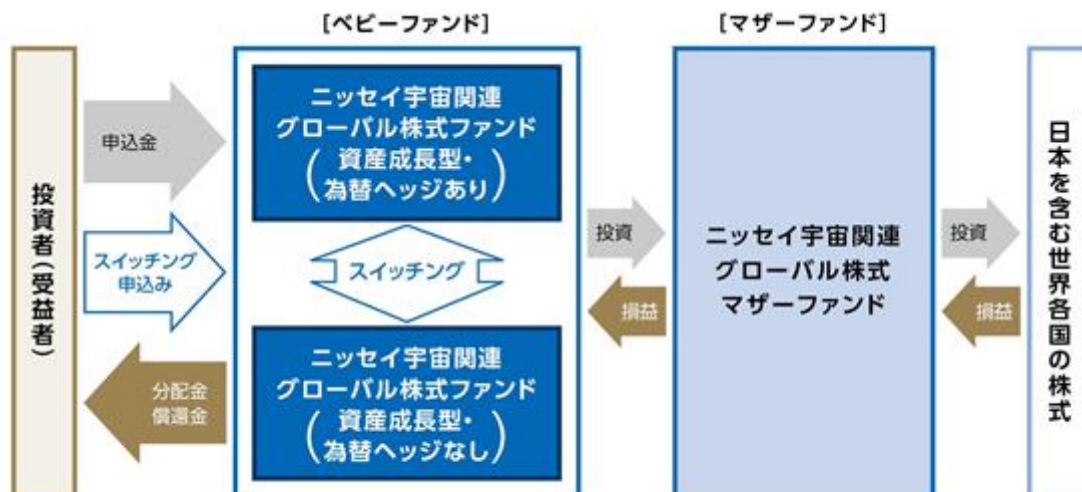 [ベビーファンド]
[マザーファンド]
投資者(受益者)
申込金
スイッチング
申込み
分配金
償還金
ニッセイ宇宙関連
グローバル株式ファンド
(資産成長型・
為替ヘッジあり)
スイッチング
ニッセイ宇宙関連
グローバル株式ファンド
(資産成長型・
為替ヘッジなし)
投資
損益
ニッセイ宇宙関連
グローバル株式
マザーファンド
投資
損益
日本を含む世界各国の株式